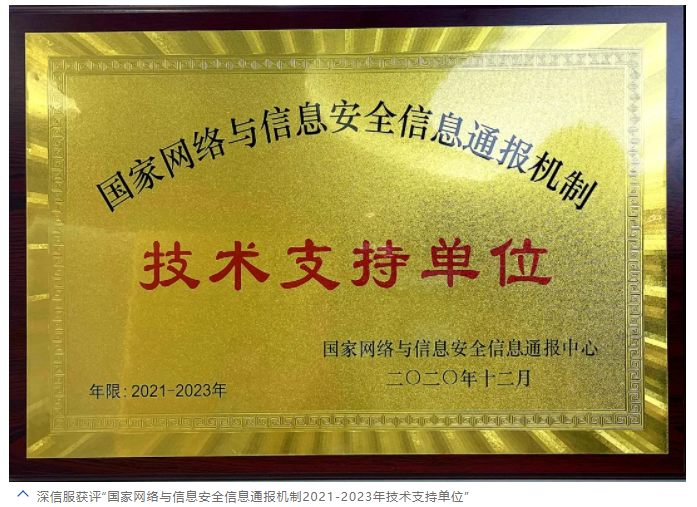 国家网络与信息安全信息通报机制
技术支持单位
国家网络与信息安全信息通报中心
二〇二〇年十二月
年限:2021-2023年
深信服获评“国家网络与信息安全信息通报机制2021-2023年技术支持单位”